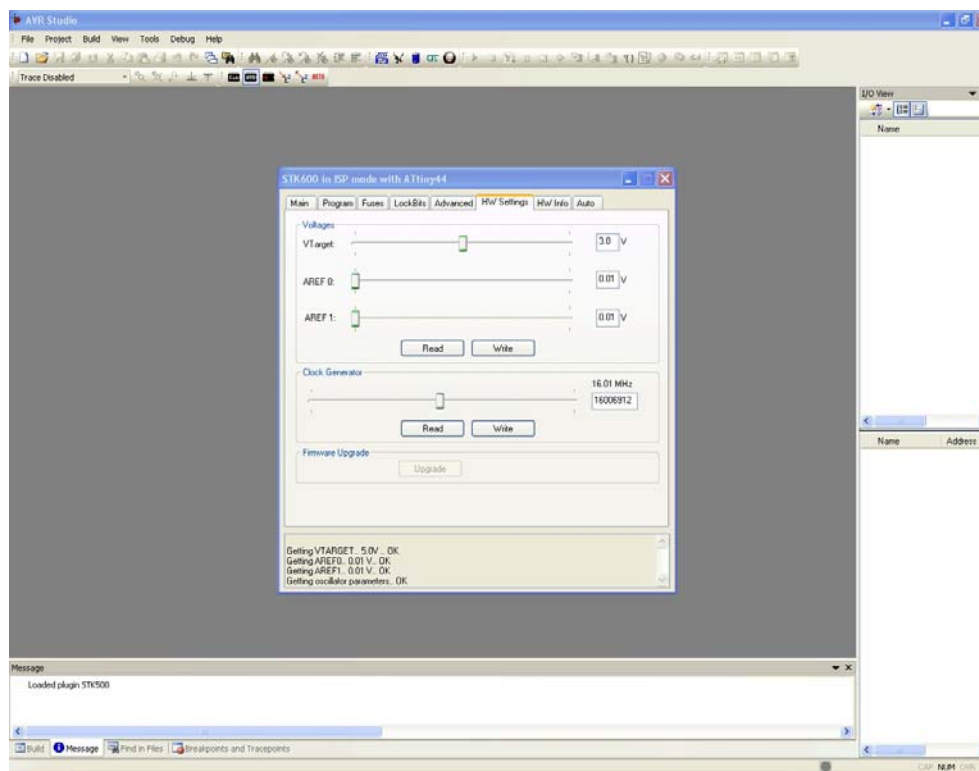 AVR Studio
File Project Build View Tools Debug Help
Trace Disabled
I/O View
Name
STK600 in ISP mode with ATtiny44
Main Program Fuses LockBits Advanced HW Settings HW Info Auto
Voltages
VTarget: 3.0 V
AREF 0: 0.01 V
AREF 1: 0.01 V
Read Write
Clock Generator
16.01 MHz
16006912
Read Write
Firmware Upgrade
Upgrade
Getting VTARGET.. 5.0V .. OK
Getting AREF0.. 0.01 V.. OK
Getting AREF1.. 0.01 V.. OK
Getting oscillator parameters.. OK
Name Address
Message
Loaded plugin STK500
Build Message Find in Files Breakpoints and Tracepoints
CAP NUM OVR